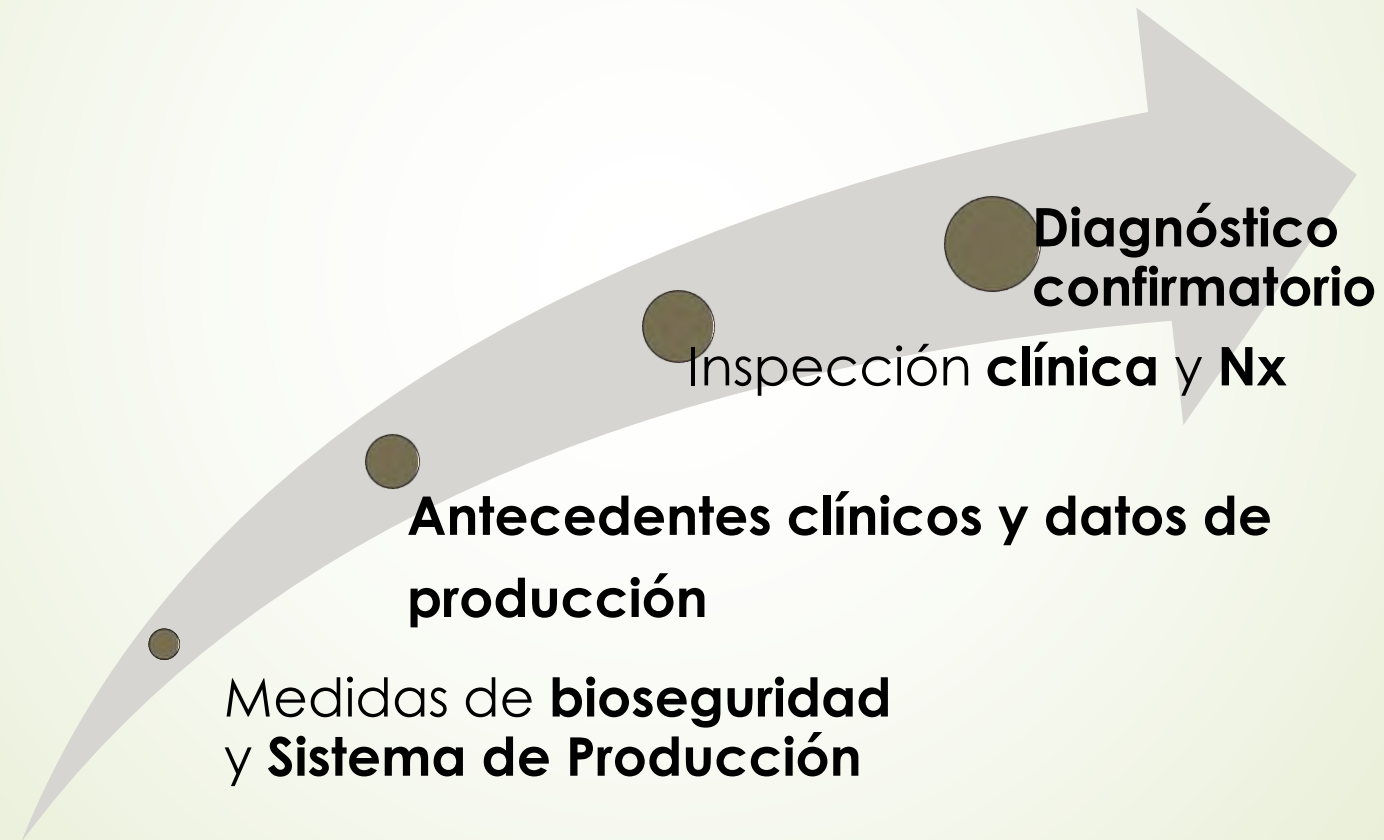 Diagnóstico
confirmatorio
Inspección clínica y Nx
Antecedentes clínicos y datos de
producción
Medidas de bioseguridad
y Sistema de Producción